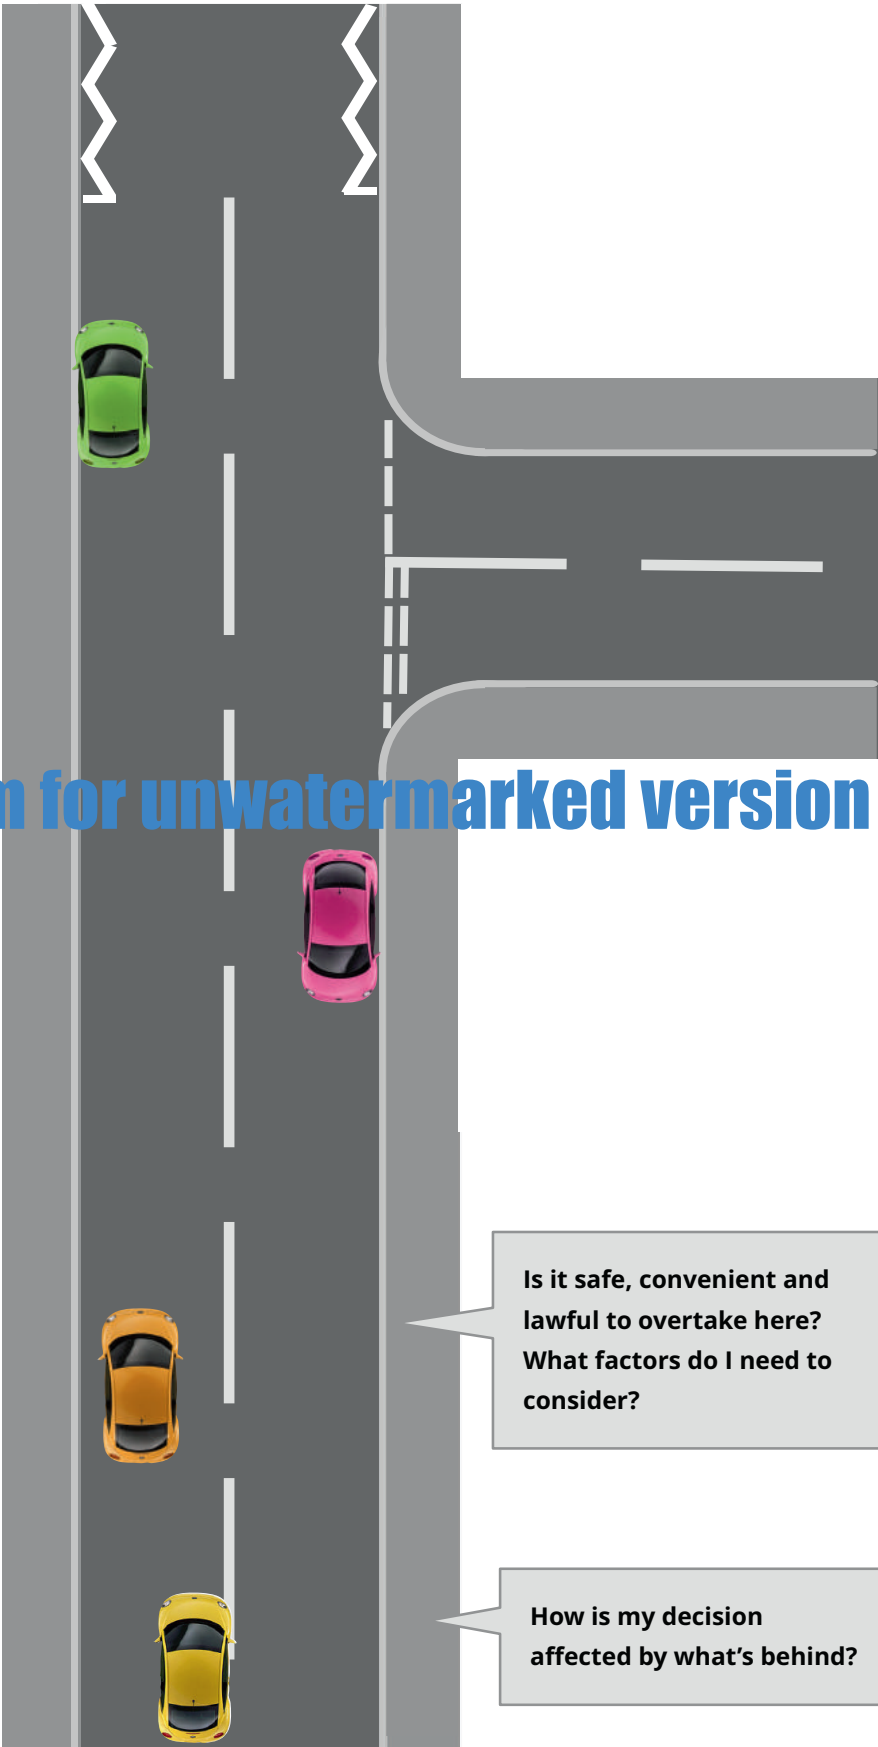 m for unwatermarked version
Is it safe, convenient and
lawful to overtake here?
What factors do I need to
consider?
How is my decision
affected by what's behind?